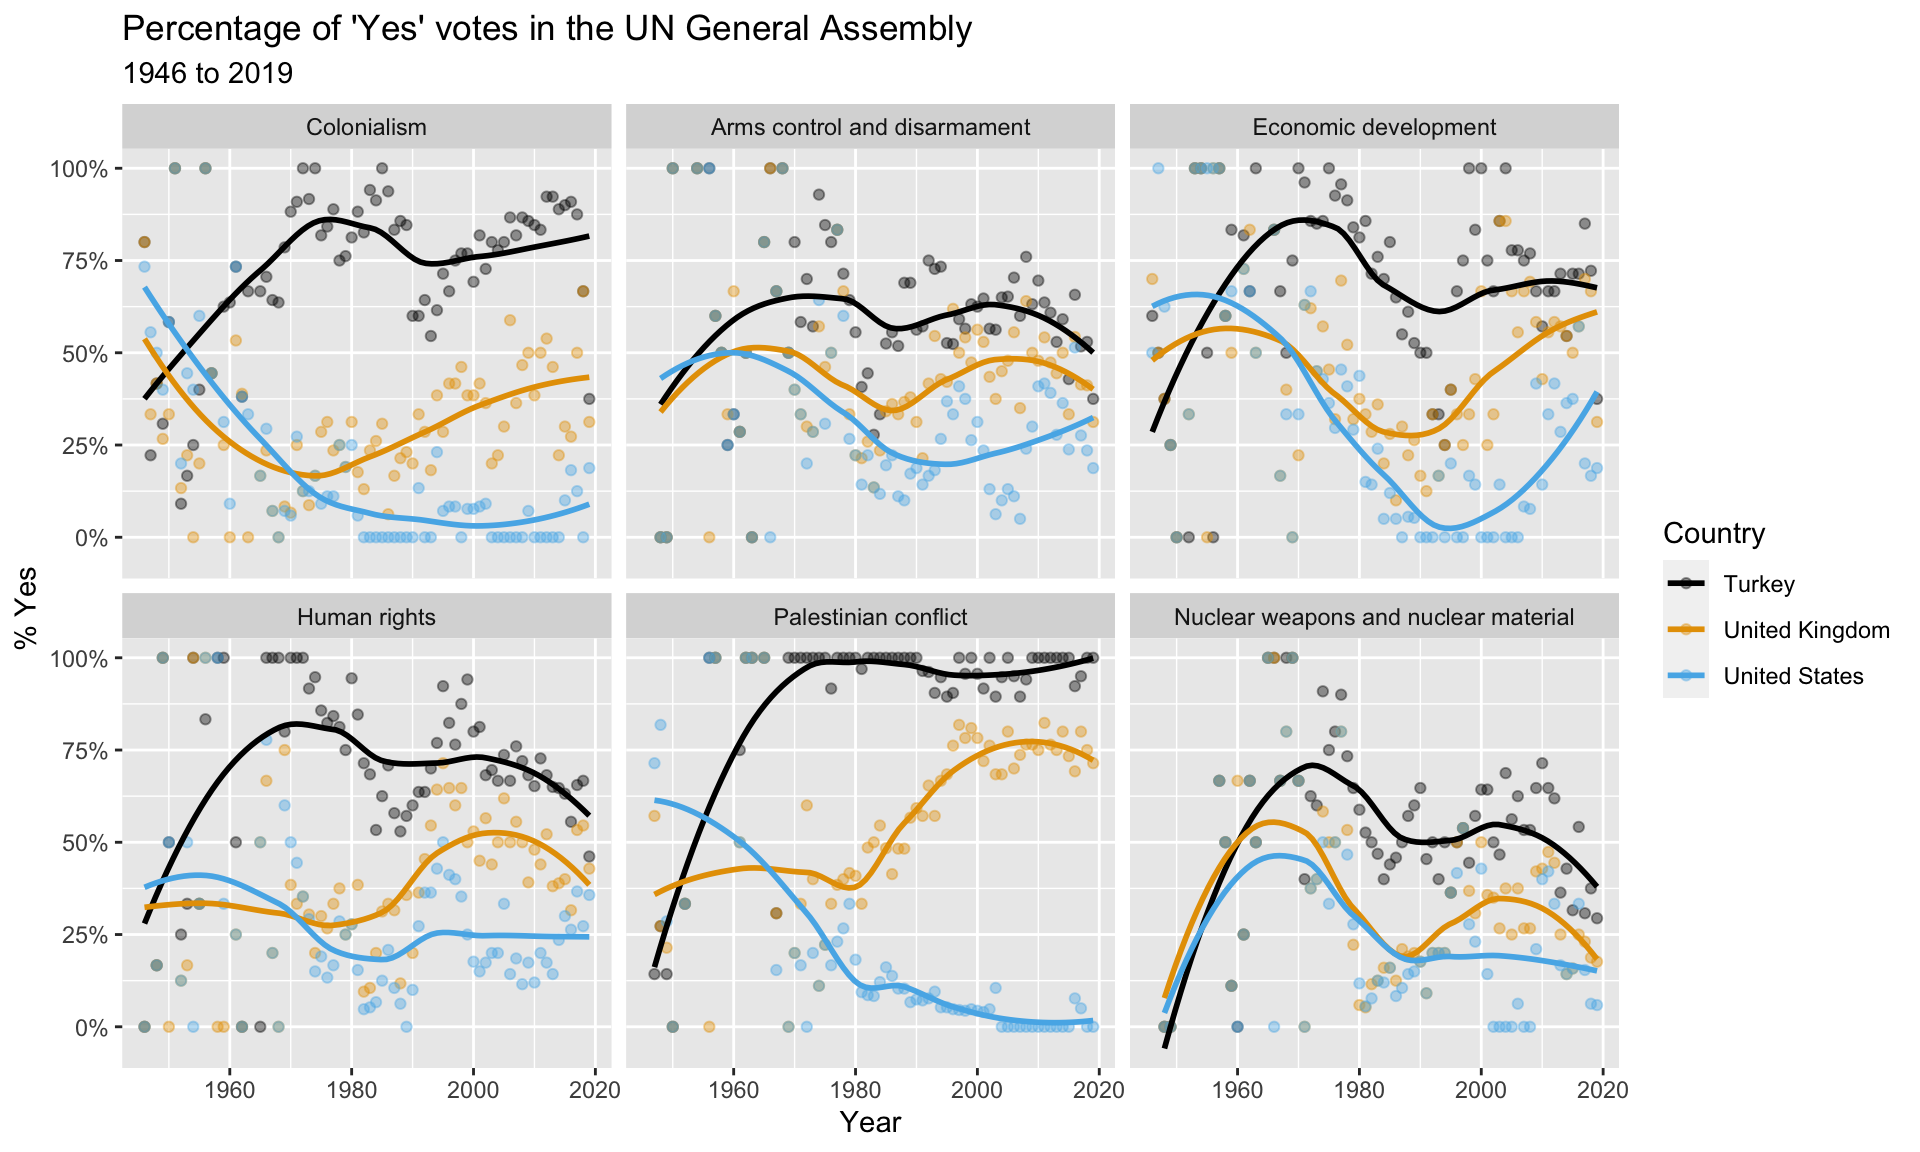 Percentage of 'Yes' votes in the UN General Assembly
1946 to 2019
Colonialism
Arms control and disarmament
Economic development
100%
75%
50%
25%
0%
Human rights
Palestinian conflict
Nuclear weapons and nuclear material
100%
75%
50%
25%
0%
% Yes
1960 1980 2000 2020
1960 1980 2000 2020
1960 1980 2000 2020
Year
Country
Turkey
United Kingdom
United States